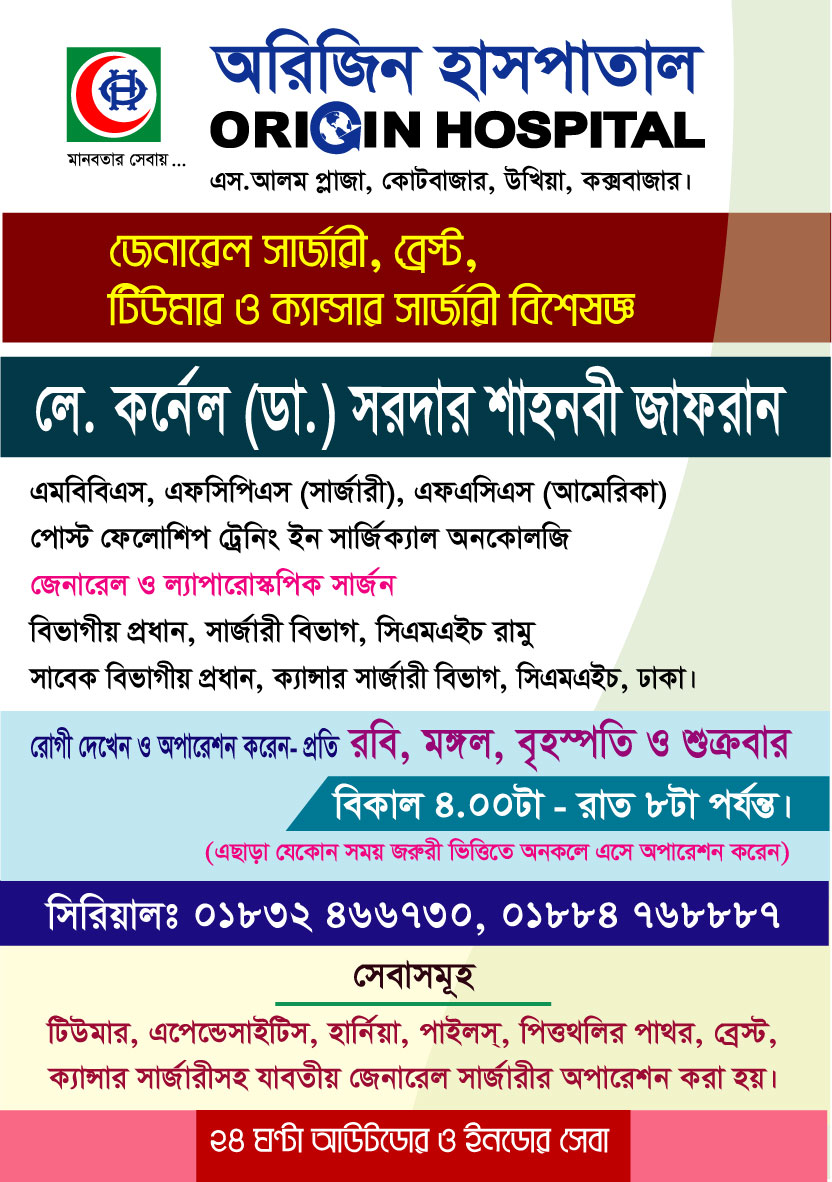 অরিজিন হাসপাতাল
ORIGIN HOSPITAL
মানবতার সেবায় ...
এস.আলম প্লাজা, কোটবাজার, উখিয়া, কক্সবাজার।
জেনারেল সার্জারী, ব্রেস্ট,
টিউমার ও ক্যান্সার সার্জারী বিশেষজ্ঞ
লে. কর্নেল (ডা.) সরদার শাহনবী জাফরান
এমবিবিএস, এফসিপিএস (সার্জারী), এফএসিএস (আমেরিকা)
পোস্ট ফেলোশিপ ট্রেনিং ইন সার্জিক্যাল অনকোলজি
জেনারেল ও ল্যাপারোস্কপিক সার্জন
বিভাগীয় প্রধান, সার্জারী বিভাগ, সিএমএইচ রামু
সাবেক বিভাগীয় প্রধান, ক্যান্সার সার্জারী বিভাগ, সিএমএইচ, ঢাকা।
রোগী দেখেন ও অপারেশন করেন- প্রতি রবি, মঙ্গল, বৃহস্পতি ও শুক্রবার
বিকাল ৪.০০টা - রাত ৮টা পর্যন্ত।
(এছাড়া যেকোন সময় জরুরী ভিত্তিতে অনকলে এসে অপারেশন করেন)
সিরিয়ালঃ ০১৮৩২ ৪৬৬৭৩০, ০১৮৮৪ ৭৬৮৮৮৭
সেবাসমূহ
টিউমার, এপেন্ডেসাইটিস, হার্নিয়া, পাইলস্, পিত্তথলির পাথর, ব্রেস্ট,
ক্যান্সার সার্জারীসহ যাবতীয় জেনারেল সার্জারীর অপারেশন করা হয়।
২৪ ঘণ্টা আউটডোর ও ইনডোর সেবা